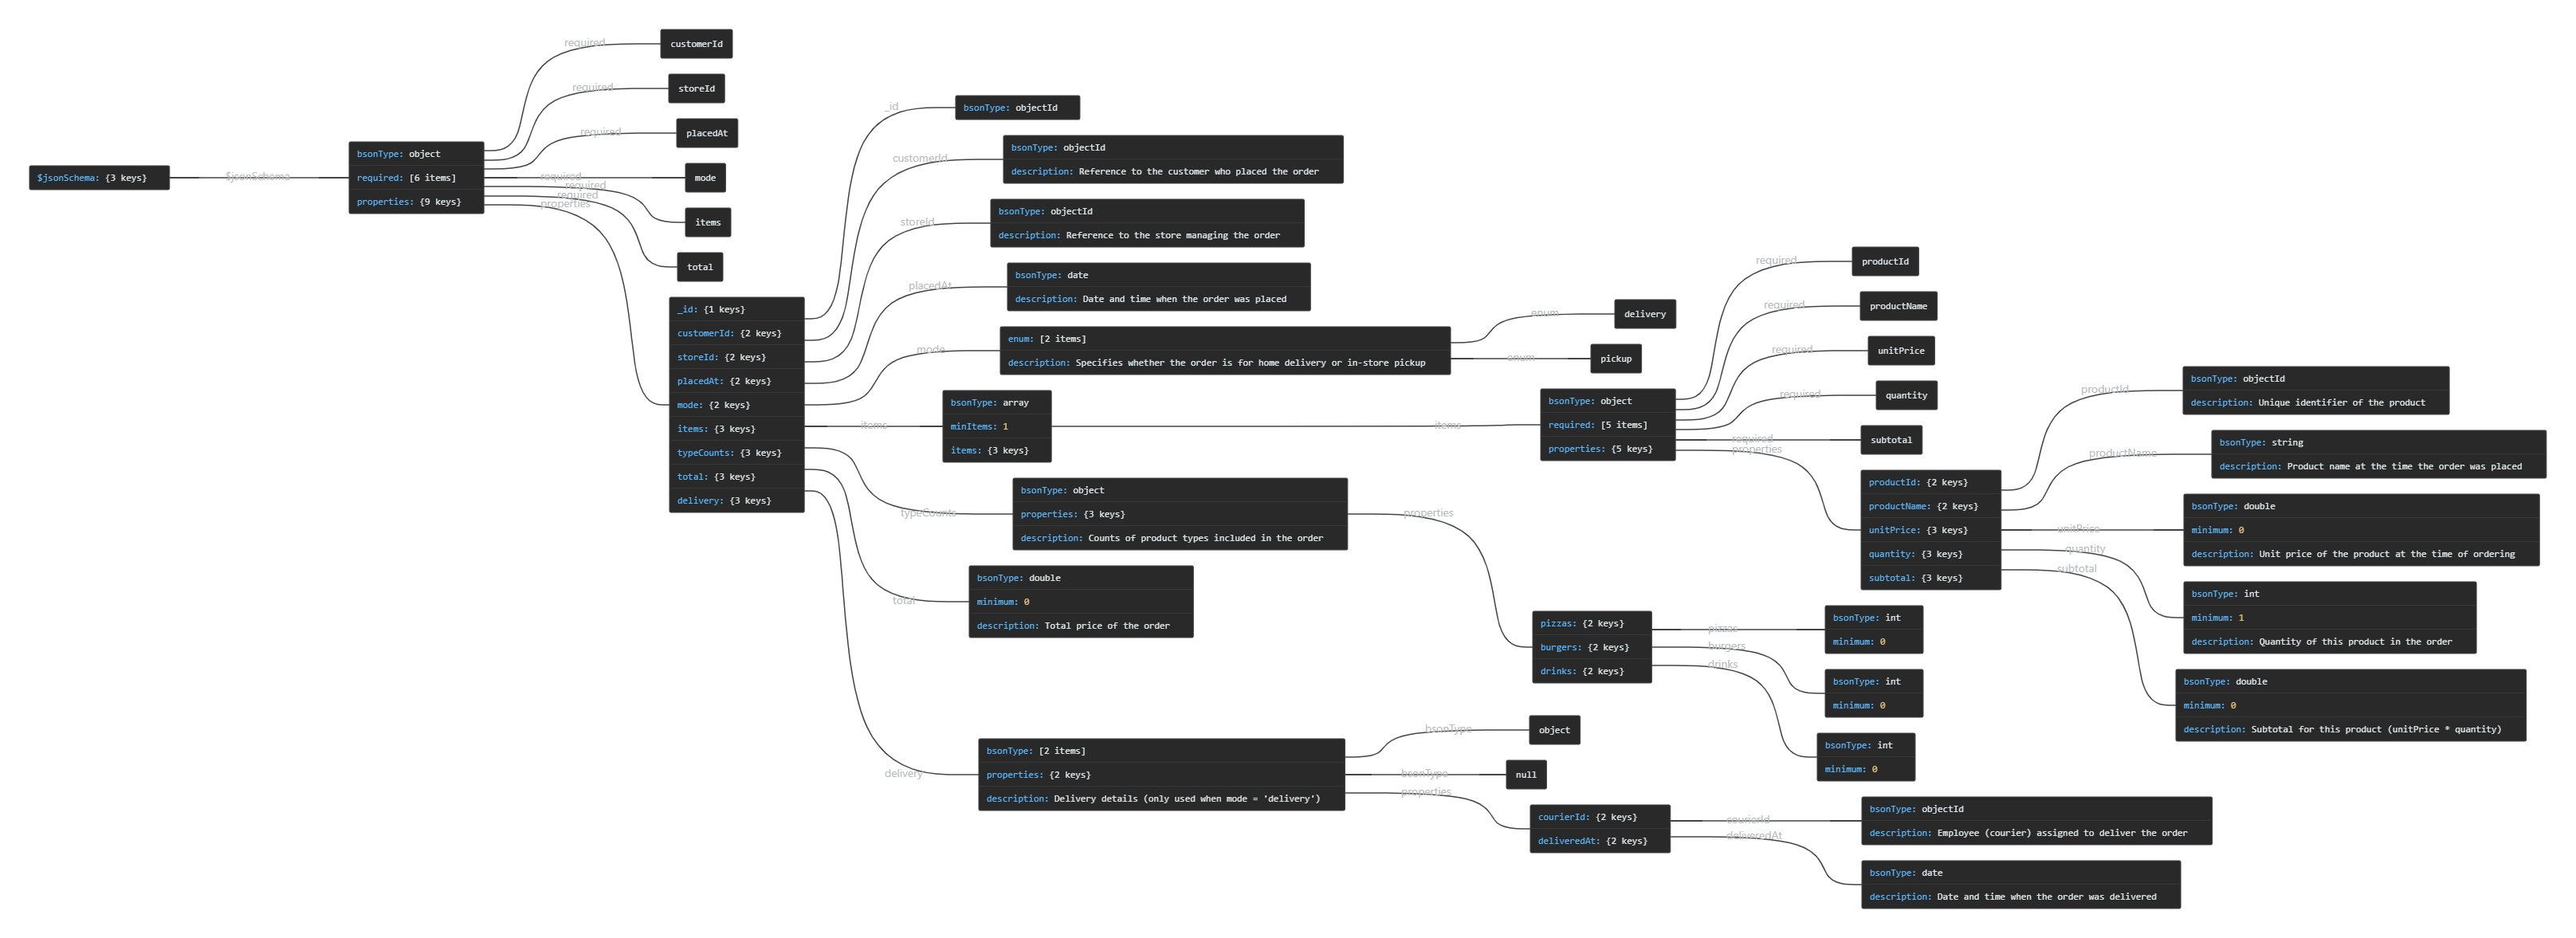 $jsonSchema: {3 keys}
$jsonSchema
bsonType: object
required: [6 items]
properties: {9 keys}
required
customerId
required
storeId
required
placedAt
required
mode
required
items
required
total
properties
_id: {1 keys}
customerId: {2 keys}
storeId: {2 keys}
placedAt: {2 keys}
mode: {2 keys}
items: {3 keys}
typeCounts: {3 keys}
total: {3 keys}
delivery: {3 keys}
_id
bsonType: objectId
customerId
bsonType: objectId
description: Reference to the customer who placed the order
storeId
bsonType: objectId
description: Reference to the store managing the order
placedAt
bsonType: date
description: Date and time when the order was placed
mode
enum: [2 items]
description: Specifies whether the order is for home delivery or in-store pickup
enum
delivery
enum
pickup
items
bsonType: array
minItems: 1
items: {3 keys}
items
bsonType: object
required: [5 items]
properties: {5 keys}
required
productId
required
productName
required
unitPrice
required
quantity
required
subtotal
properties
productId: {2 keys}
productName: {2 keys}
unitPrice: {3 keys}
quantity: {3 keys}
subtotal: {3 keys}
productId
bsonType: objectId
description: Unique identifier of the product
productName
bsonType: string
description: Product name at the time the order was placed
unitPrice
bsonType: double
minimum: 0
description: Unit price of the product at the time of ordering
quantity
bsonType: int
minimum: 1
description: Quantity of this product in the order
subtotal
bsonType: double
minimum: 0
description: Subtotal for this product (unitPrice * quantity)
typeCounts
bsonType: object
properties: {3 keys}
description: Counts of product types included in the order
properties
pizzas: {2 keys}
burgers: {2 keys}
drinks: {2 keys}
pizzas
bsonType: int
minimum: 0
burgers
bsonType: int
minimum: 0
drinks
bsonType: int
minimum: 0
total
bsonType: double
minimum: 0
description: Total price of the order
delivery
bsonType: [2 items]
properties: {2 keys}
description: Delivery details (only used when mode = 'delivery')
bsonType
object
bsonType
null
properties
courierId: {2 keys}
deliveredAt: {2 keys}
courierId
bsonType: objectId
description: Employee (courier) assigned to deliver the order
deliveredAt
bsonType: date
description: Date and time when the order was delivered